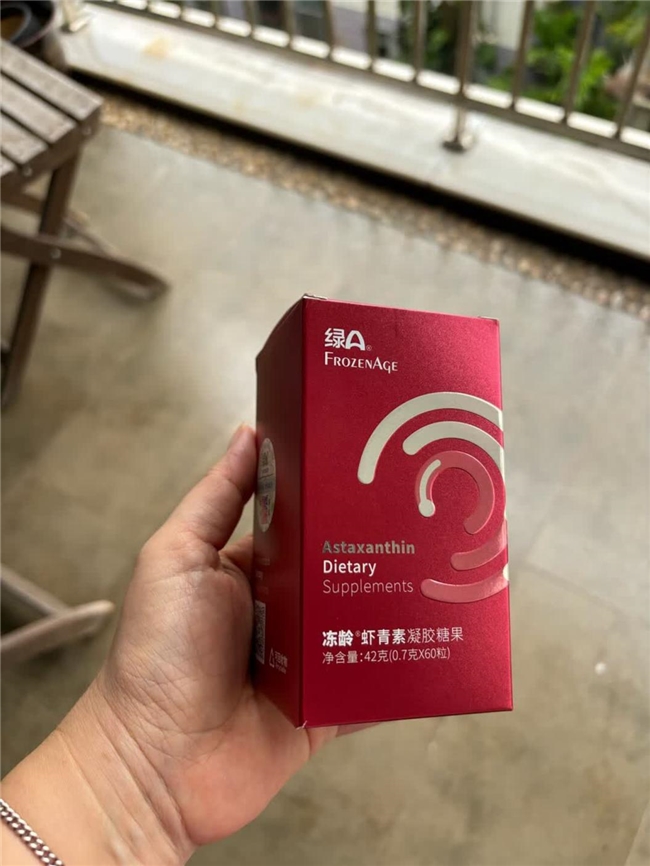 绿A®
FROZENAGE
Astaxanthin
Dietary
Supplements
冻龄®虾青素凝胶糖果
净含量:42克(0.7克X60粒)